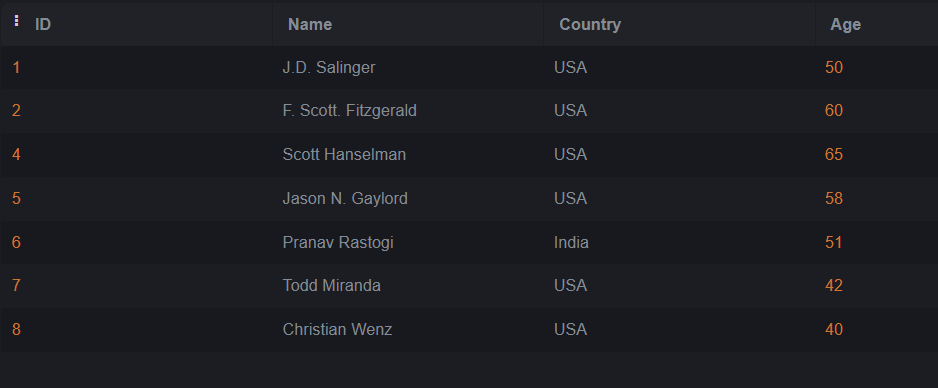 ID Name Country Age
1 J.D. Salinger USA 50
2 F. Scott. Fitzgerald USA 60
4 Scott Hanselman USA 65
5 Jason N. Gaylord USA 58
6 Pranav Rastogi India 51
7 Todd Miranda USA 42
8 Christian Wenz USA 40